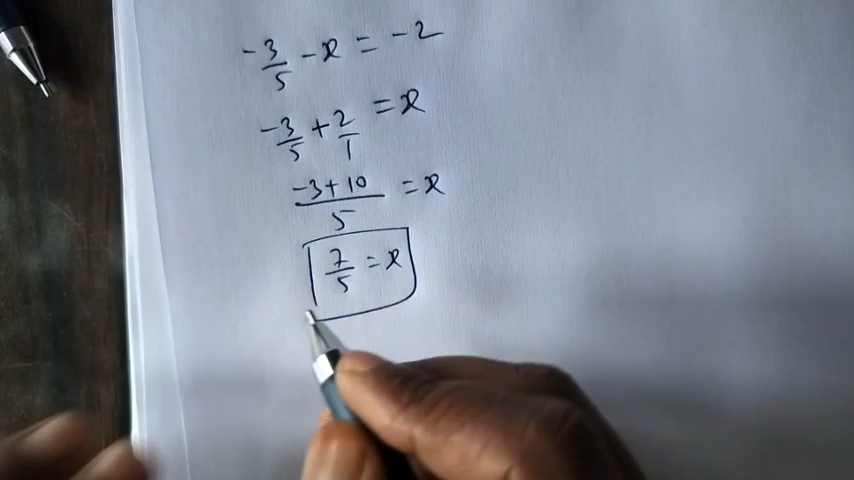 -3/5 - x = -2
-3/5 + 2/1 = x
-3+10/5 = x
7/5 = x